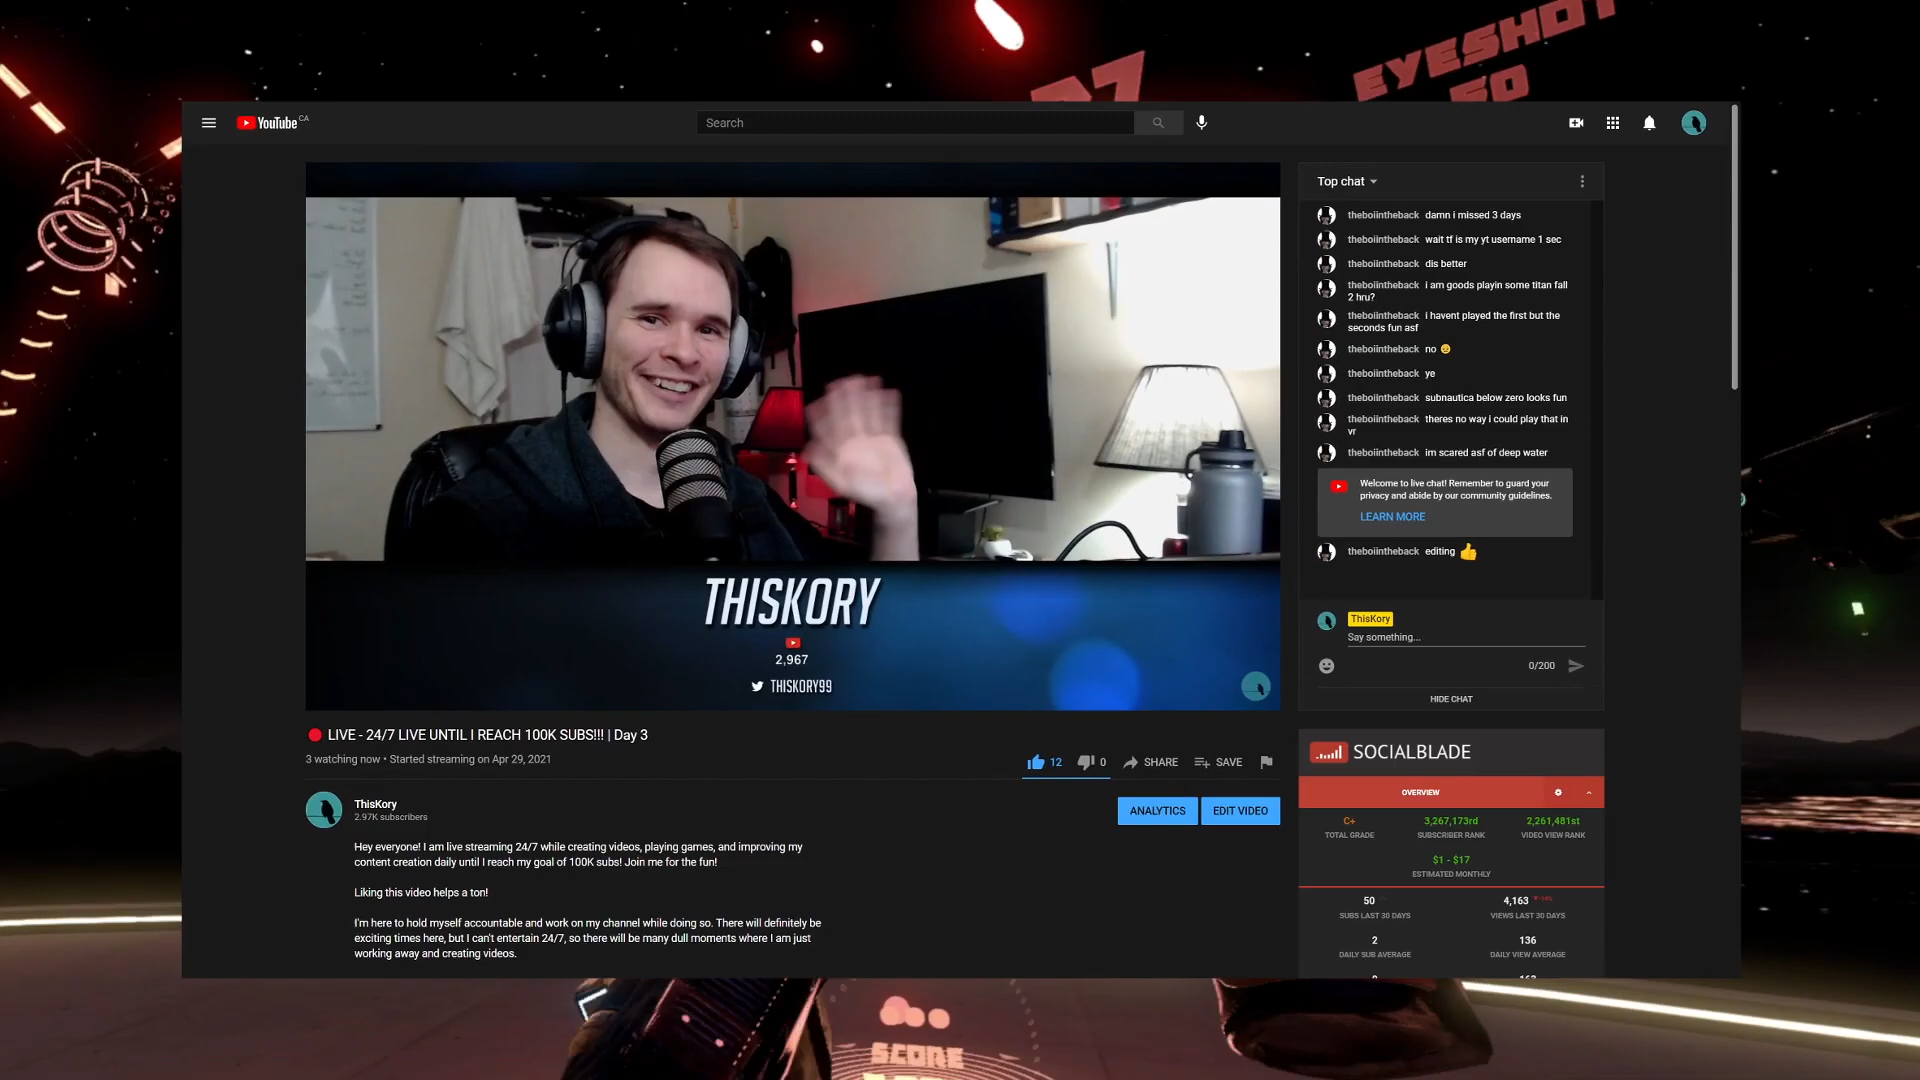 EYESHOT
50
YouTube CA
Search
Top chat
theboiintheback damn i missed 3 days
theboiintheback wait tf is my yt username 1 sec
theboiintheback dis better
theboiintheback i am goods playin some titan fall
2 hru?
theboiintheback i havent played the first but the
seconds fun asf
theboiintheback no
theboiintheback ye
theboiintheback subnautica below zero looks fun
theboiintheback theres no way i could play that in
vr
theboiintheback im scared asf of deep water
Welcome to live chat! Remember to guard your
privacy and abide by our community guidelines.
LEARN MORE
theboiintheback editing
ThisKory
Say something...
0/200
HIDE CHAT
THISKORY
2,967
THISKORY99
LIVE - 24/7 LIVE UNTIL I REACH 100K SUBS!!! | Day 3
3 watching now • Started streaming on Apr 29, 2021
12
0
SHARE
SAVE
ThisKory
2.97K subscribers
ANALYTICS
EDIT VIDEO
Hey everyone! I am live streaming 24/7 while creating videos, playing games, and improving my
content creation daily until I reach my goal of 100K subs! Join me for the fun!
Liking this video helps a ton!
I'm here to hold myself accountable and work on my channel while doing so. There will definitely be
exciting times here, but I can't entertain 24/7, so there will be many dull moments where I am just
working away and creating videos.
SOCIALBLADE
OVERVIEW
C+ 3,267,173rd 2,261,481st
TOTAL GRADE SUBSCRIBER RANK VIDEO VIEW RANK
$1 - $17
ESTIMATED MONTHLY
50 4,163
SUBS LAST 30 DAYS VIEWS LAST 30 DAYS
2 136
DAILY SUB AVERAGE DAILY VIEW AVERAGE
SCORE